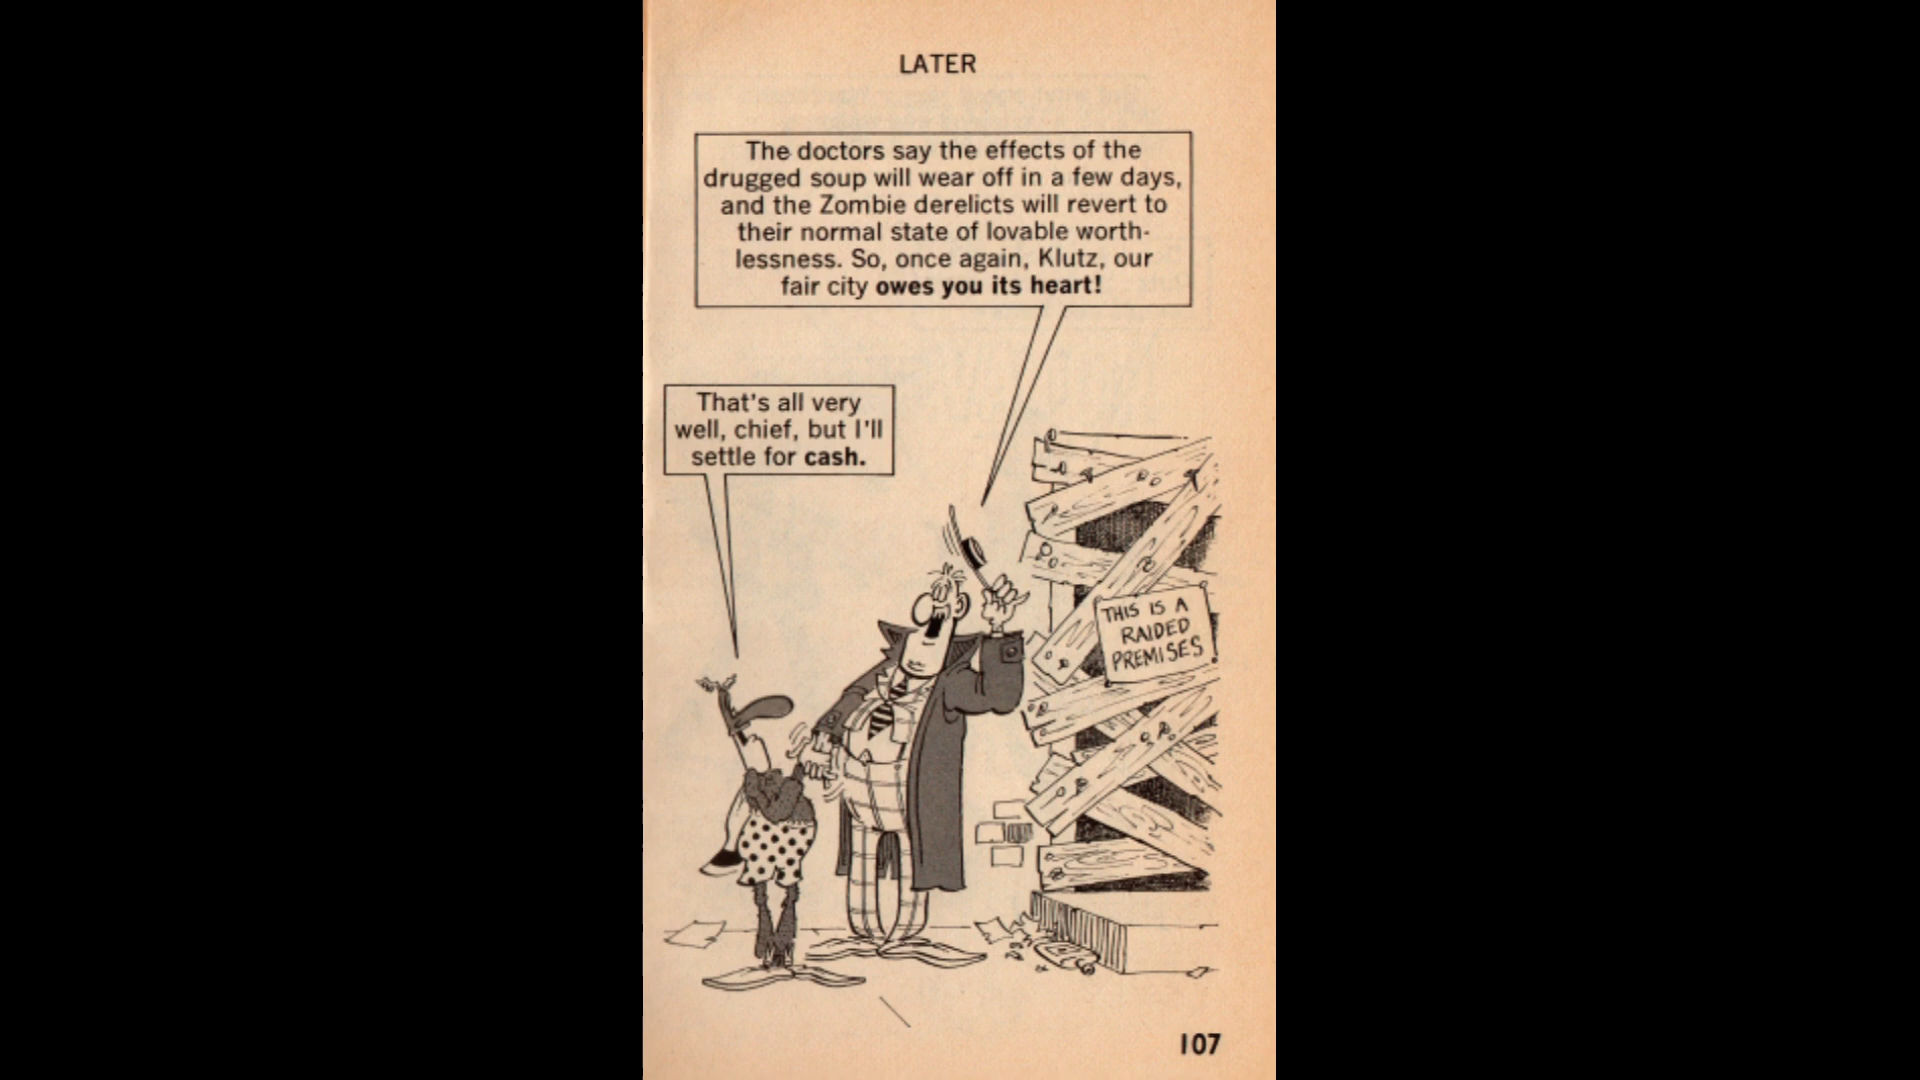 LATER
The doctors say the effects of the
drugged soup will wear off in a few days,
and the Zombie derelicts will revert to
their normal state of lovable worth-
lessness. So, once again, Klutz, our
fair city owes you its heart!
That's all very
well, chief, but I'll
settle for cash.
THIS IS A
RAIDED
PREMISES
107